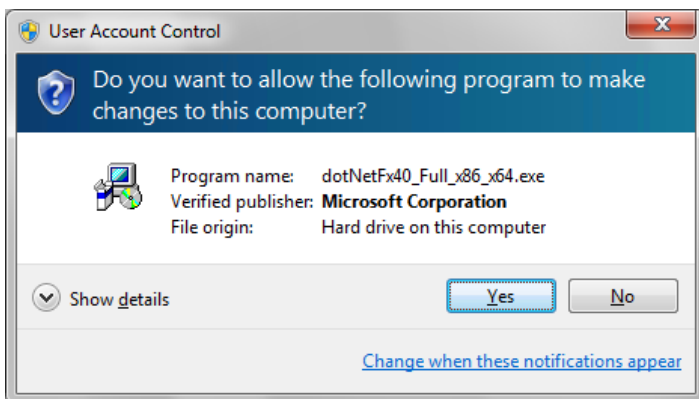 User Account Control
Do you want to allow the following program to make
changes to this computer?
Program name: dotNetFx40_Full_x86_x64.exe
Verified publisher: Microsoft Corporation
File origin: Hard drive on this computer
Show details
Yes
No
Change when these notifications appear